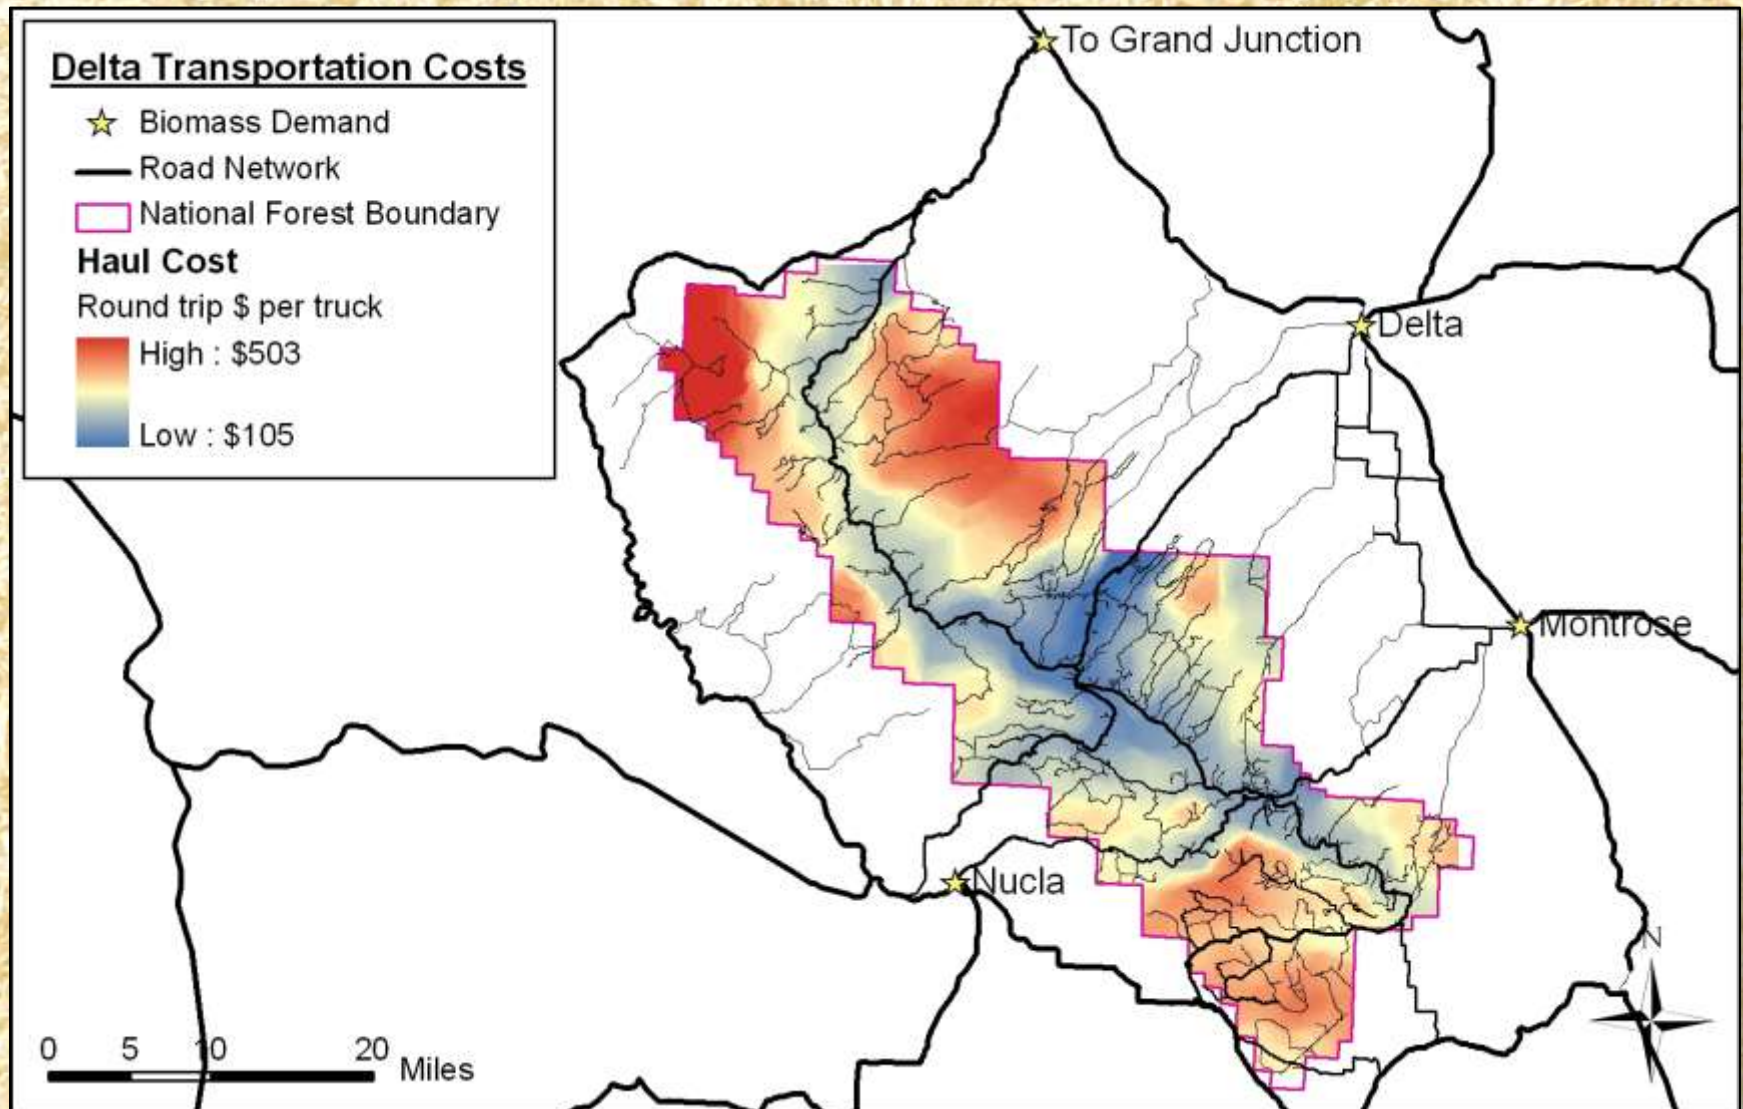 Delta Transportation Costs
Biomass Demand
Road Network
National Forest Boundary
Haul Cost
Round trip $ per truck
High : $503
Low : $105
To Grand Junction
Delta
Montrose
Nucla
N
0 5 10 20 Miles